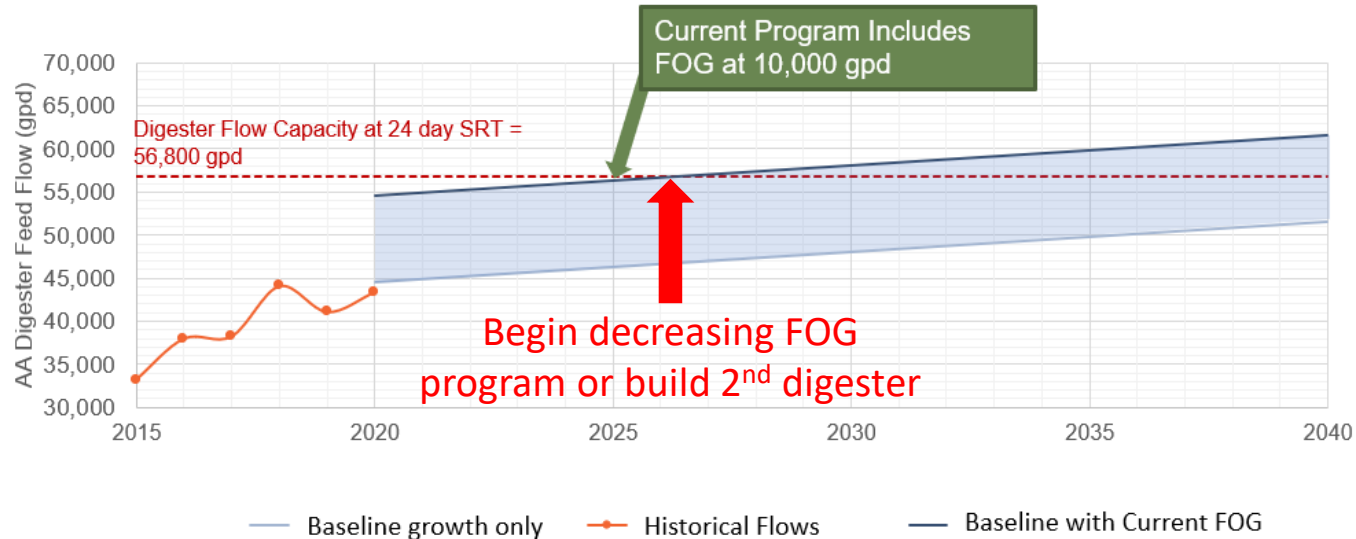 Current Program Includes
FOG at 10,000 gpd
AA Digester Feed Flow (gpd)
70,000
65,000
60,000
55,000
50,000
45,000
40,000
35,000
30,000
Digester Flow Capacity at 24 day SRT =
56,800 gpd
Begin decreasing FOG
program or build 2nd digester
2015 2020 2025 2030 2035 2040
Baseline growth only Historical Flows Baseline with Current FOG